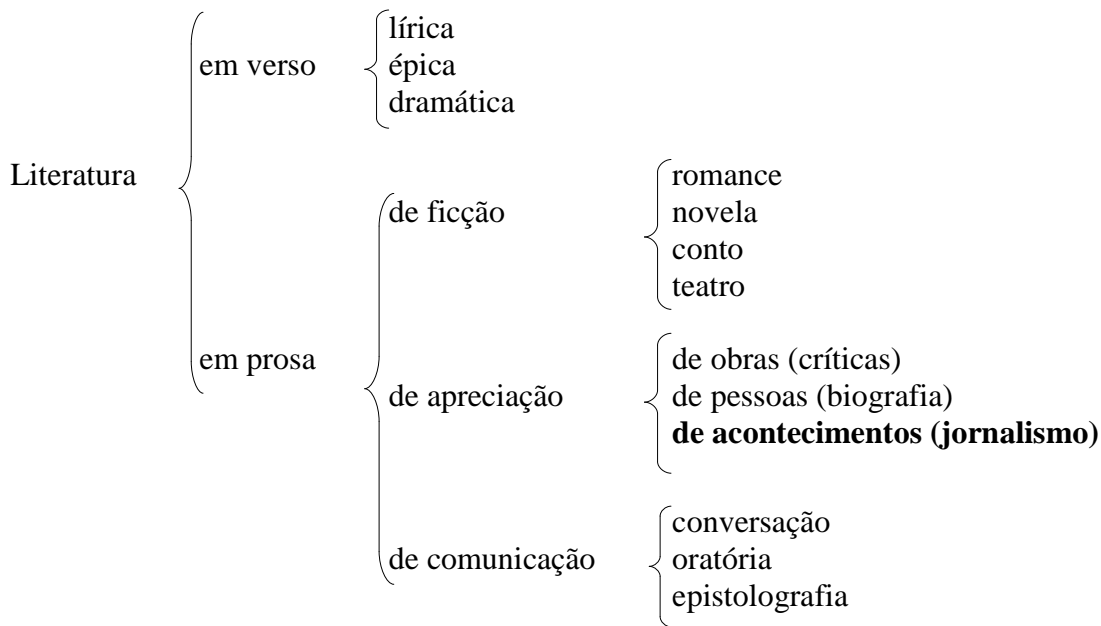 Literatura
em verso
lírica
épica
dramática
em prosa
de ficção
romance
novela
conto
teatro
de apreciação
de obras (críticas)
de pessoas (biografia)
de acontecimentos (jornalismo)
de comunicação
conversação
oratória
epistolografia